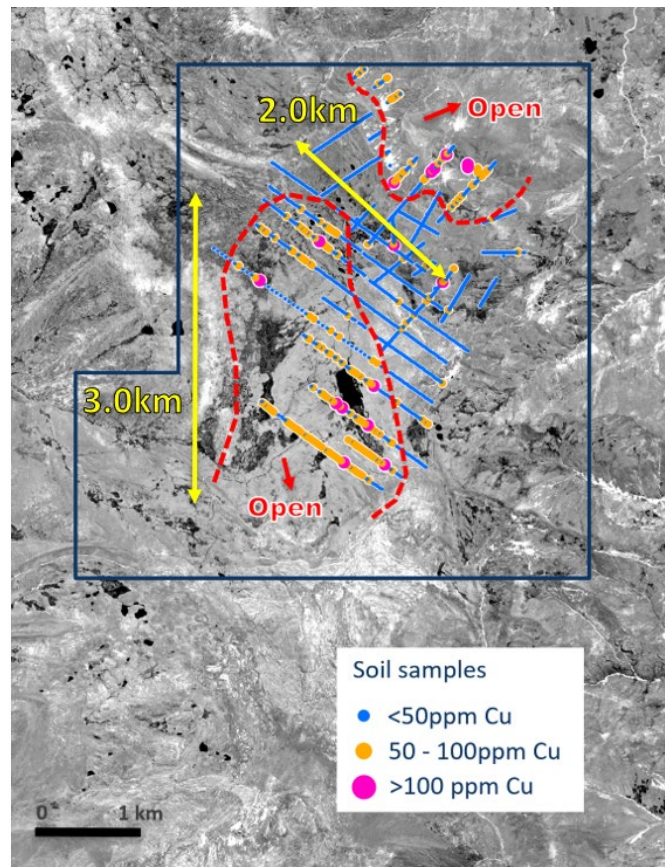 2.0km
Open
3.0km
Open
Soil samples
<50ppm Cu
50 - 100ppm Cu
>100 ppm Cu
0 1 km